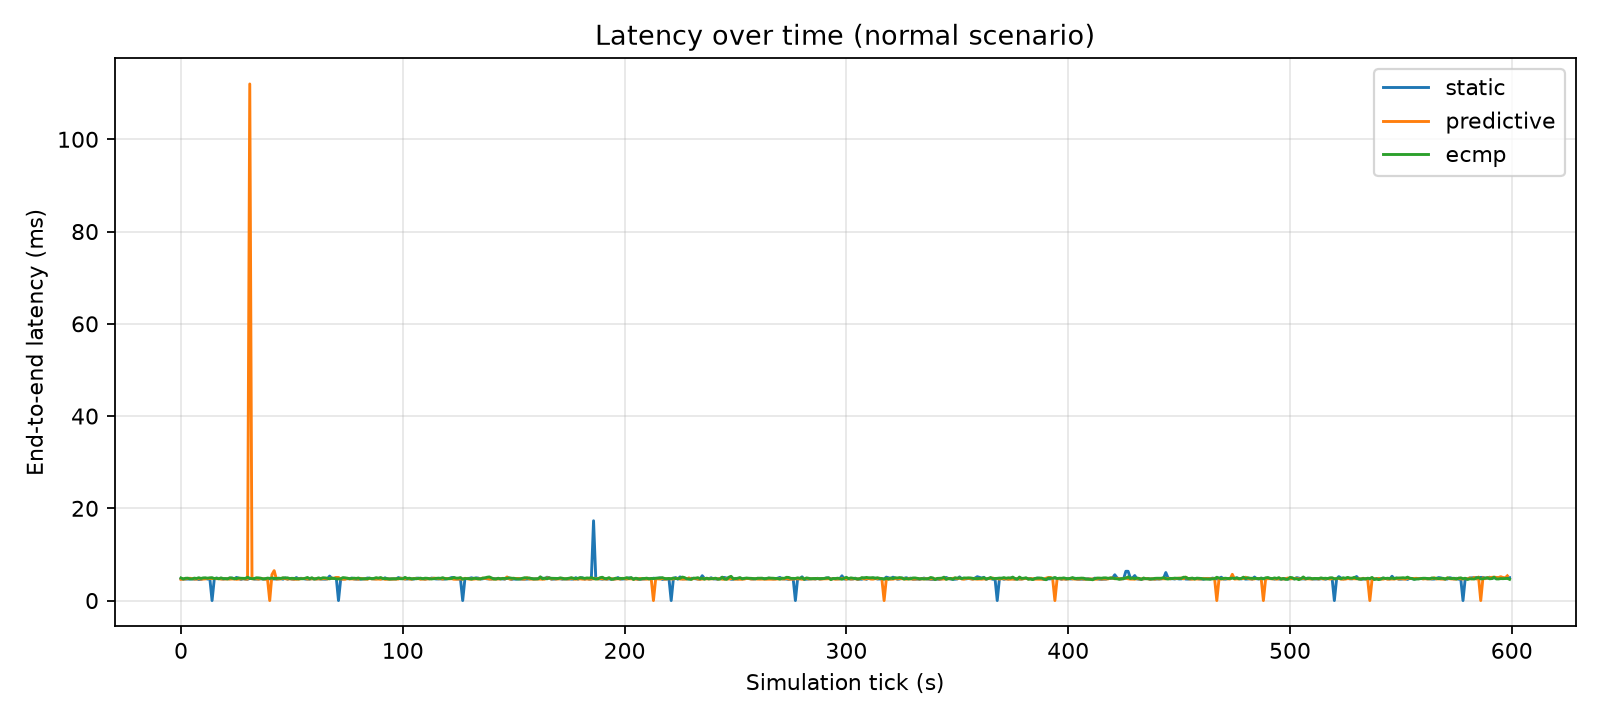 Latency over time (normal scenario)
static
predictive
ecmp
End-to-end latency (ms)
100
80
60
40
20
0
0 100 200 300 400 500 600
Simulation tick (s)